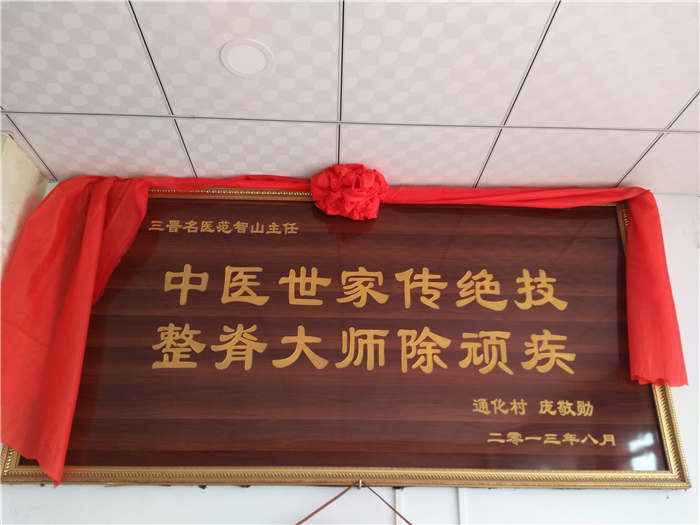 三晋名医范智山主任
中医世家传绝技
整脊大师除顽疾
通化村 庞敬勋
二零一三年八月